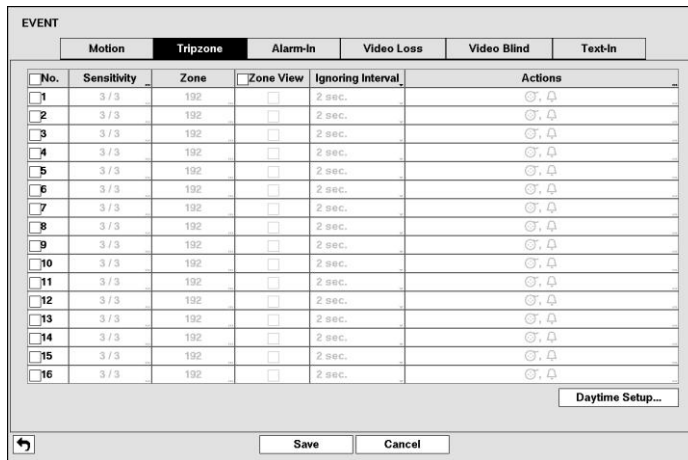 EVENT
Motion Tripzone Alarm-In Video Loss Video Blind Text-In
No. Sensitivity Zone Zone View Ignoring Interval Actions
1 3 / 3 192 2 sec.
2 3 / 3 192 2 sec.
3 3 / 3 192 2 sec.
4 3 / 3 192 2 sec.
5 3 / 3 192 2 sec.
6 3 / 3 192 2 sec.
7 3 / 3 192 2 sec.
8 3 / 3 192 2 sec.
9 3 / 3 192 2 sec.
10 3 / 3 192 2 sec.
11 3 / 3 192 2 sec.
12 3 / 3 192 2 sec.
13 3 / 3 192 2 sec.
14 3 / 3 192 2 sec.
15 3 / 3 192 2 sec.
16 3 / 3 192 2 sec.
Daytime Setup...
Save Cancel